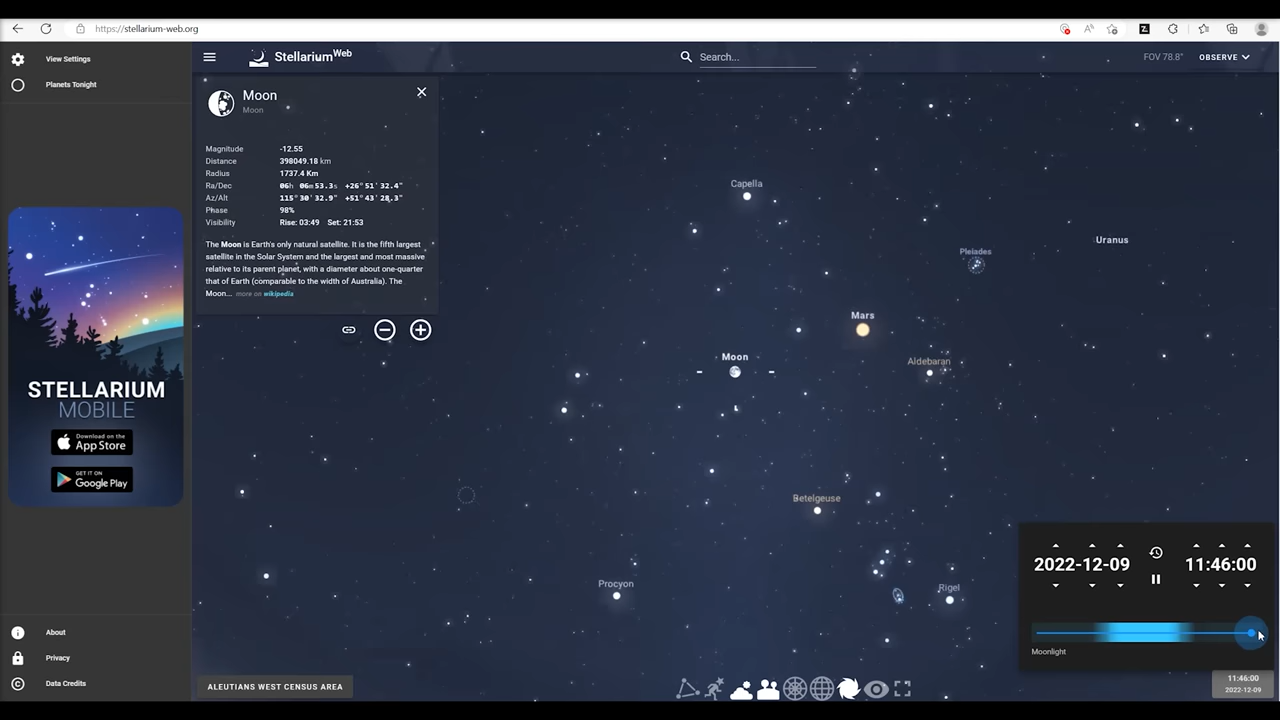 https://stellarium-web.org
View Settings
Planets Tonight
StellariumWeb
Search...
FOV 78.8°
OBSERVE
Moon
Moon
Magnitude -12.55
Distance 398049.18 km
Radius 1737.4 Km
Ra/Dec 06h 06m 53.3s +26° 51' 32.4"
Az/Alt 115° 30' 32.9" +51° 43' 28.3"
Phase 98%
Visibility Rise: 03:49 Set: 21:53
The Moon is Earth's only natural satellite. It is the fifth largest
satellite in the Solar System and the largest and most massive
relative to its parent planet, with a diameter about one-quarter
that of Earth (comparable to the width of Australia). The
Moon... more on wikipedia
Capella
Pleiades
Uranus
Mars
Moon
Aldebaran
Betelgeuse
Procyon
Rigel
STELLARIUM
MOBILE
Download on the
App Store
GET IT ON
Google Play
2022-12-09 11:46:00
Moonlight
About
Privacy
Data Credits
ALEUTIANS WEST CENSUS AREA
11:46:00
2022-12-09